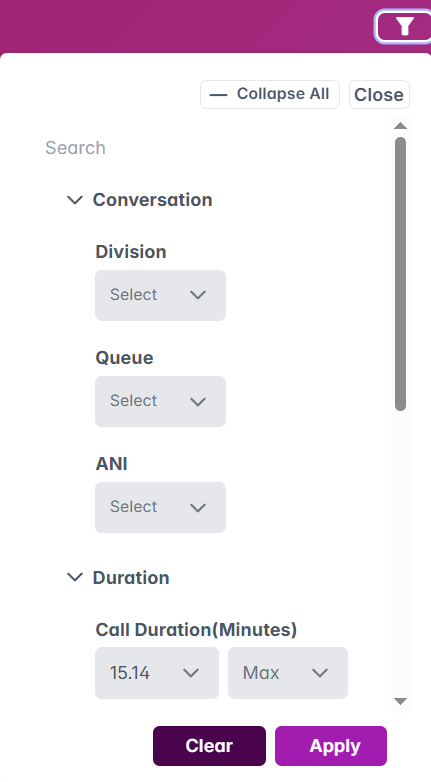 Collapse All Close
Search
Conversation
Division
Select
Queue
Select
ANI
Select
Duration
Call Duration(Minutes)
15.14 Max
Clear Apply